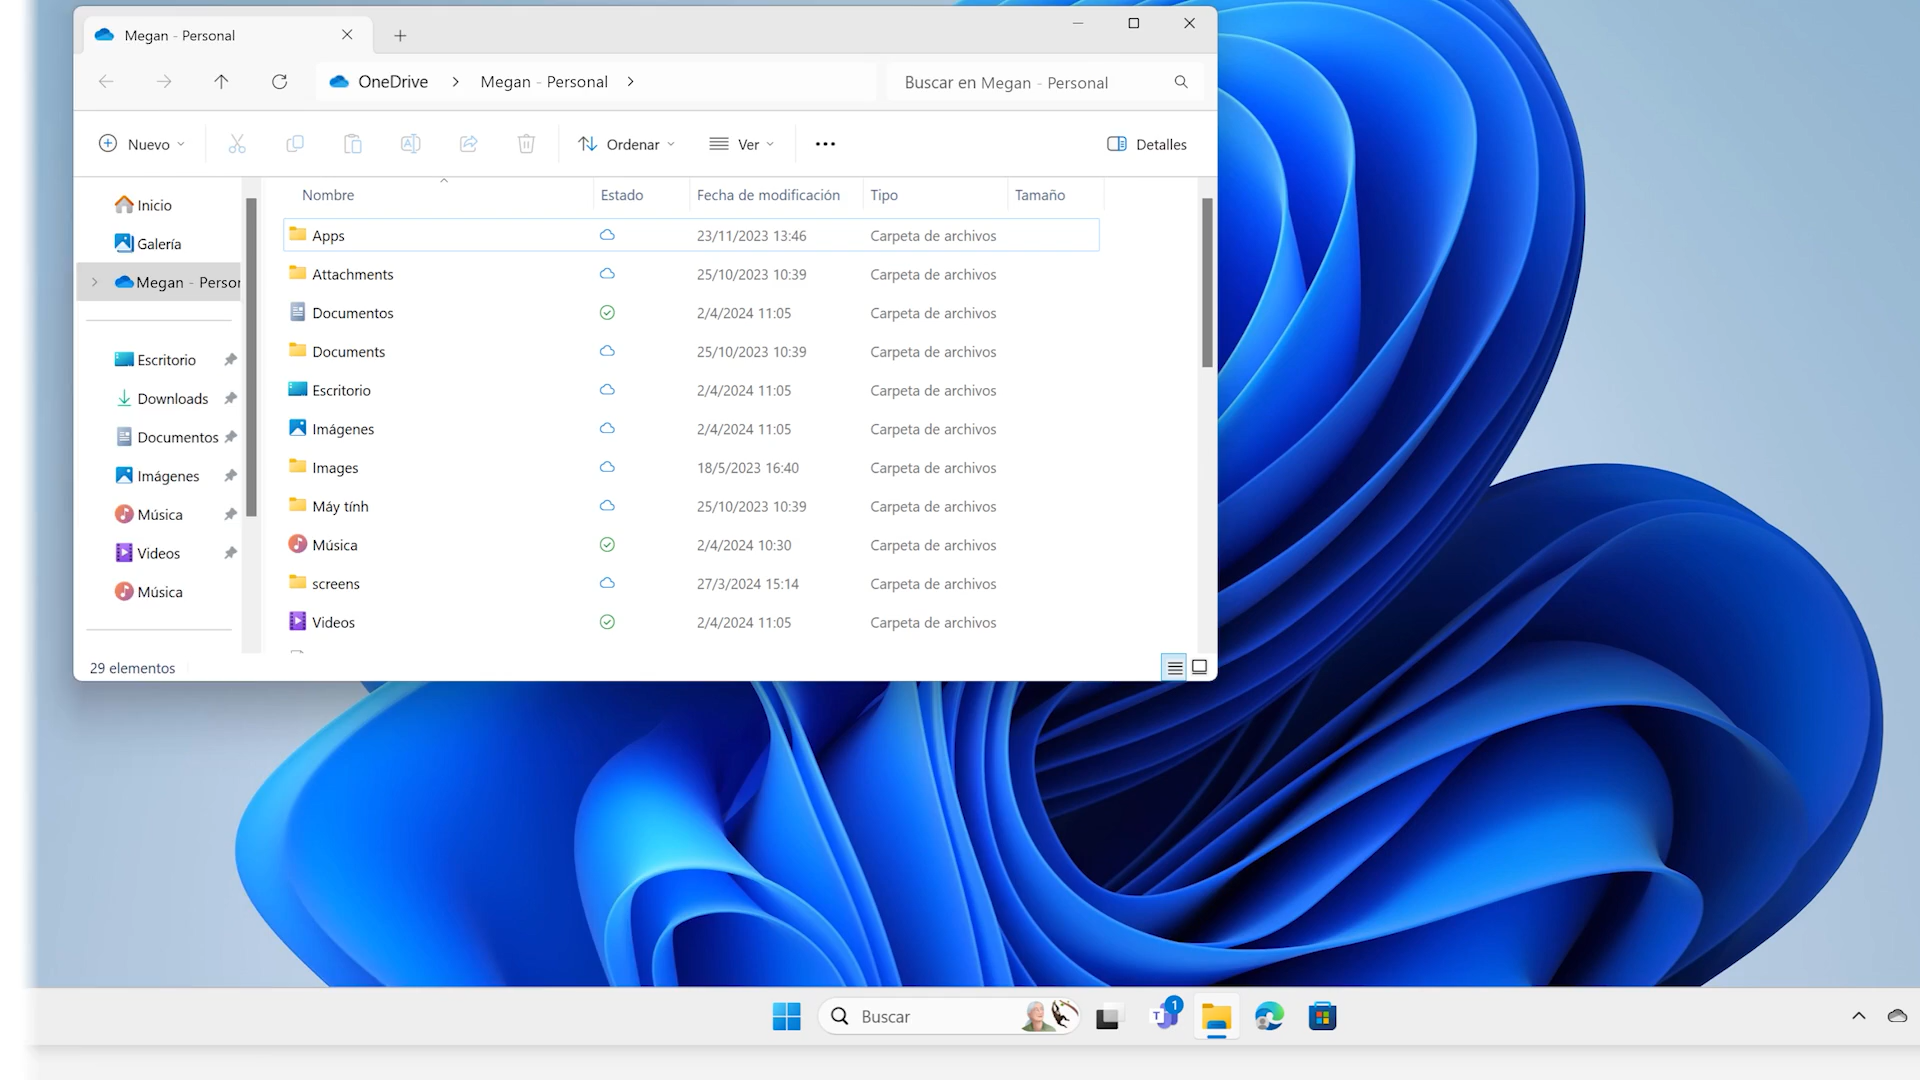 Megan - Personal
OneDrive > Megan - Personal >
Buscar en Megan - Personal
Nuevo
Ordenar
Ver
Detalles
Inicio
Galería
Megan - Person
Escritorio
Downloads
Documentos
Imágenes
Música
Videos
Música
Nombre Estado Fecha de modificación Tipo Tamaño
Apps 23/11/2023 13:46 Carpeta de archivos
Attachments 25/10/2023 10:39 Carpeta de archivos
Documentos 2/4/2024 11:05 Carpeta de archivos
Documents 25/10/2023 10:39 Carpeta de archivos
Escritorio 2/4/2024 11:05 Carpeta de archivos
Imágenes 2/4/2024 11:05 Carpeta de archivos
Images 18/5/2023 16:40 Carpeta de archivos
Máy tính 25/10/2023 10:39 Carpeta de archivos
Música 2/4/2024 10:30 Carpeta de archivos
screens 27/3/2024 15:14 Carpeta de archivos
Videos 2/4/2024 11:05 Carpeta de archivos
29 elementos
Buscar
T 1